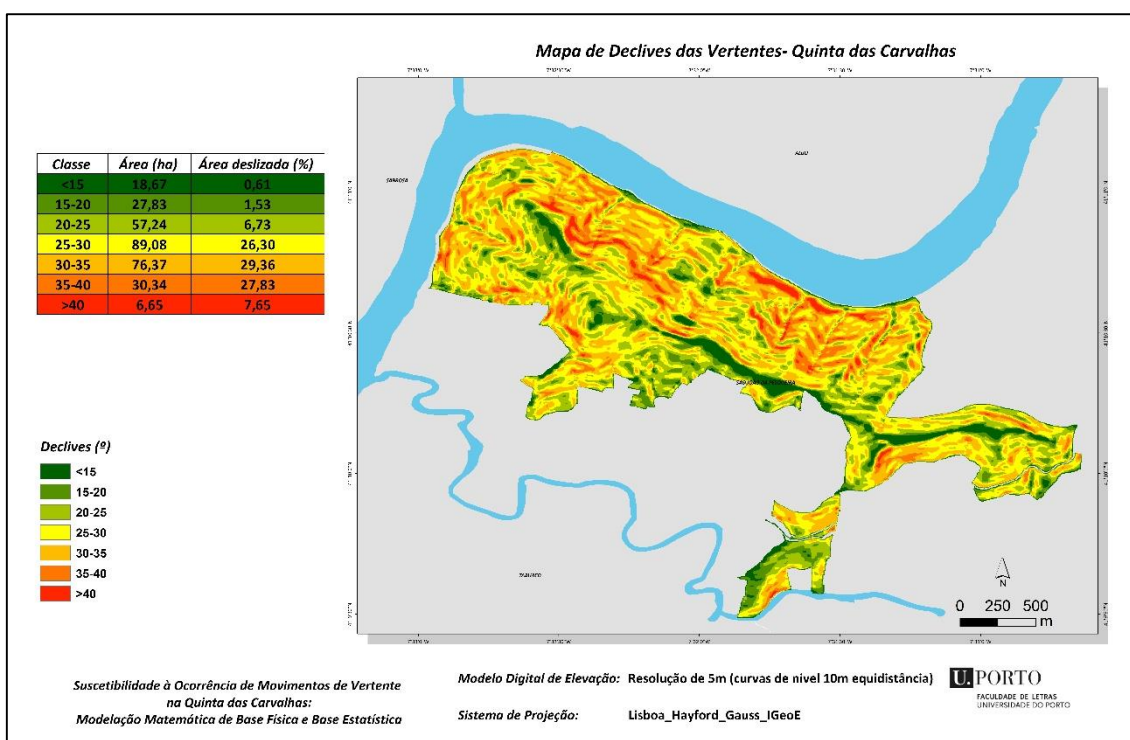 Mapa de Declives das Vertentes- Quinta das Carvalhas
Classe Área (ha) Área deslizada (%)
<15 18,67 0,61
15-20 27,83 1,53
20-25 57,24 6,73
25-30 89,08 26,30
30-35 76,37 29,36
35-40 30,34 27,83
>40 6,65 7,65
SABROSA
Declives (º)
<15
15-20
20-25
25-30
30-35
35-40
>40
N
0 250 500
m
Suscetibilidade à Ocorrência de Movimentos de Vertente
na Quinta das Carvalhas:
Modelação Matemática de Base Física e Base Estatística
Modelo Digital de Elevação: Resolução de 5m (curvas de nivel 10m equidistância)
Sistema de Projeção: Lisboa_Hayford_Gauss_IGeoE
U. PORTO
FACULDADE DE LETRAS
UNIVERSIDADE DO PORTO